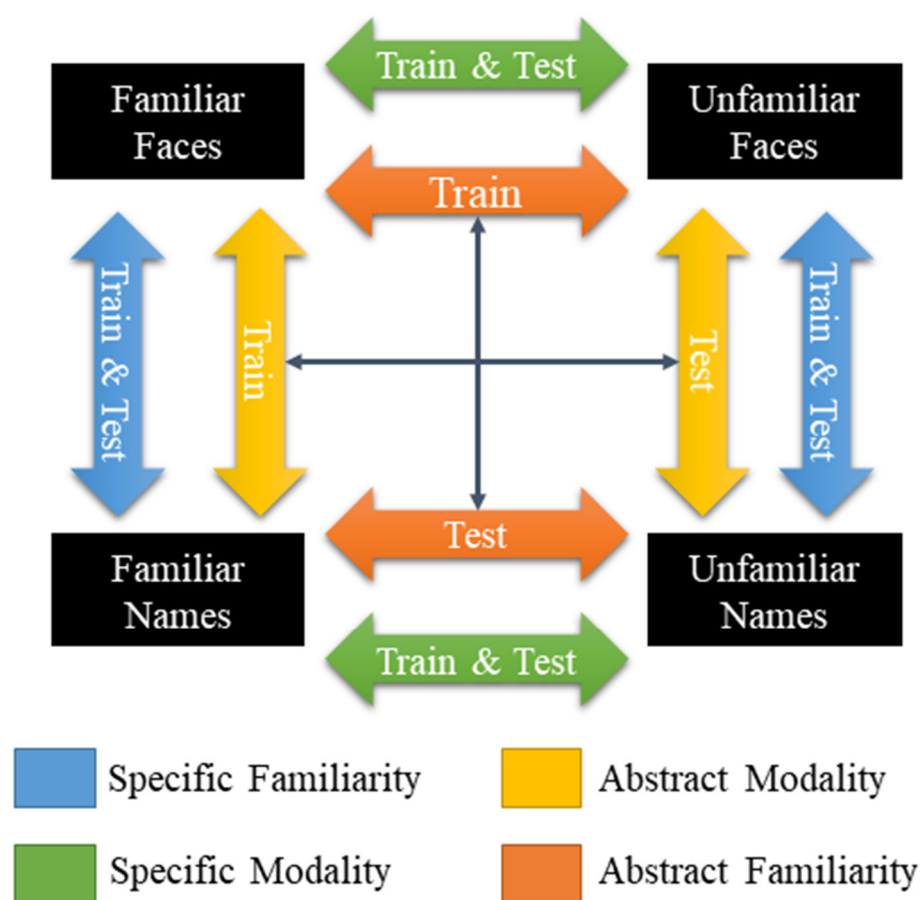 Train & Test
Familiar
Faces
Unfamiliar
Faces
Train
Train & Test
Train
Test
Train & Test
Test
Familiar
Names
Unfamiliar
Names
Train & Test
Specific Familiarity
Abstract Modality
Specific Modality
Abstract Familiarity